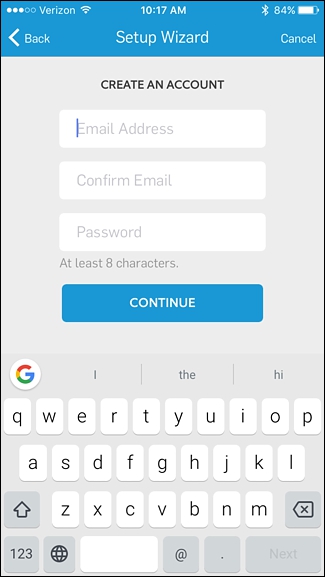 Verizon 10:17 AM 84%
Back Setup Wizard Cancel
CREATE AN ACCOUNT
Email Address
Confirm Email
Password
At least 8 characters.
CONTINUE
G I the hi
q w e r t y u i o p
a s d f g h j k l
z x c v b n m
123 @ . Next